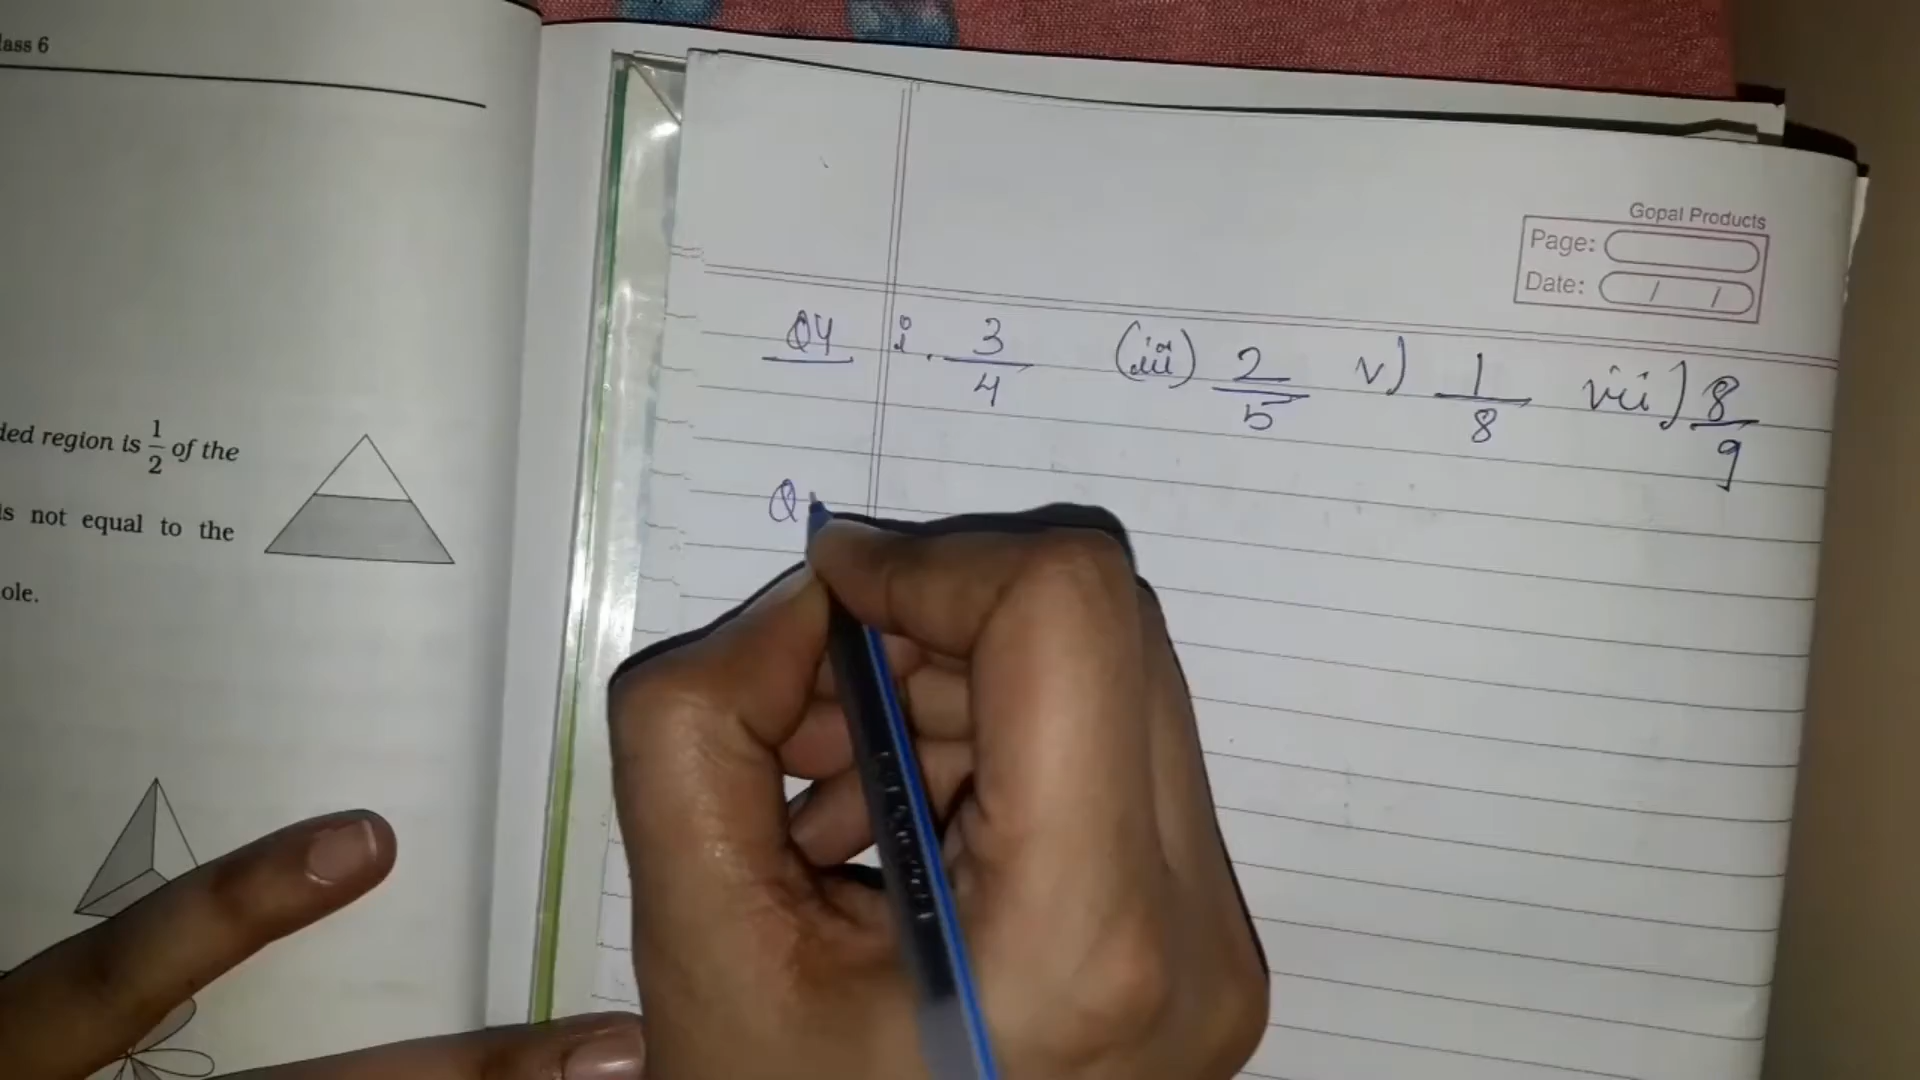 lass 6
ded region is 1/2 of the
s not equal to the
ole.
Gopal Products
Page:
Date: / /
Q4 i. 3/4 (iii) 2/5 v) 1/8 vii) 8/9
Q